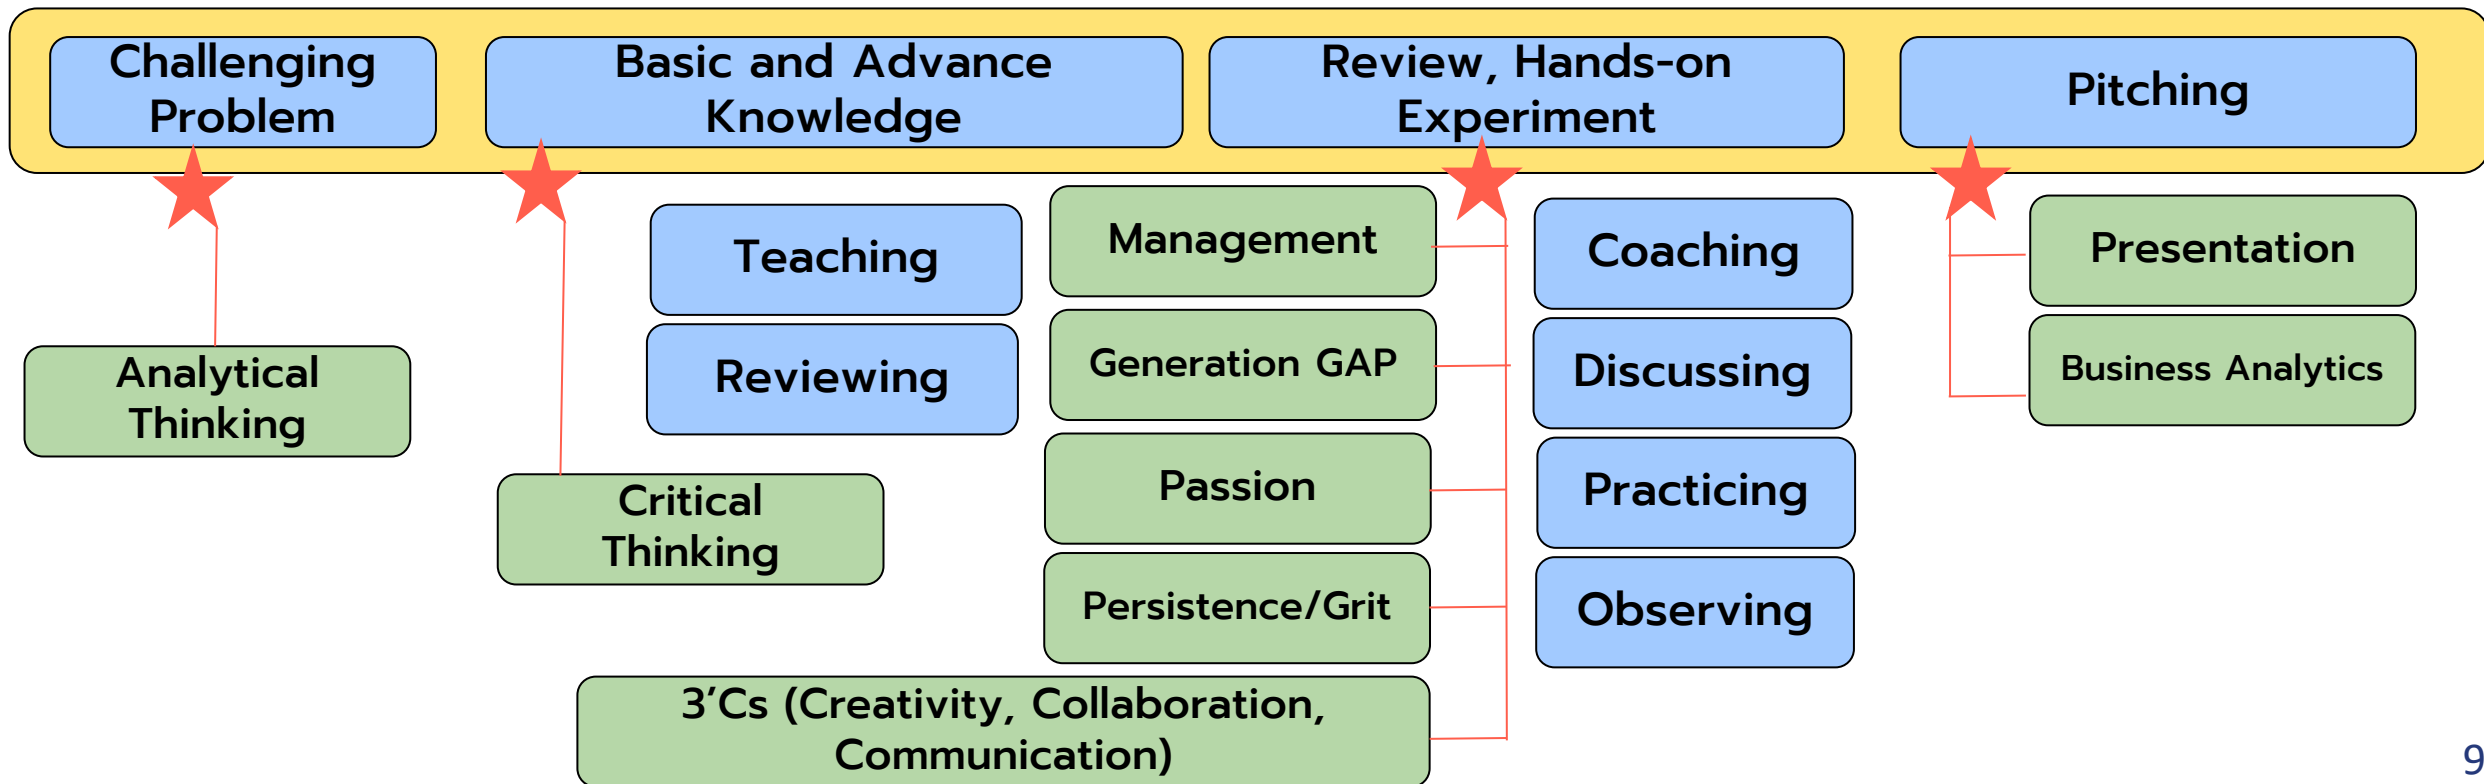 Challenging
Problem
Basic and Advance
Knowledge
Review, Hands-on
Experiment
Pitching
Analytical
Thinking
Teaching
Reviewing
Critical
Thinking
Management
Generation GAP
Passion
Persistence/Grit
3’Cs (Creativity, Collaboration,
Communication)
Coaching
Discussing
Practicing
Observing
Presentation
Business Analytics
9